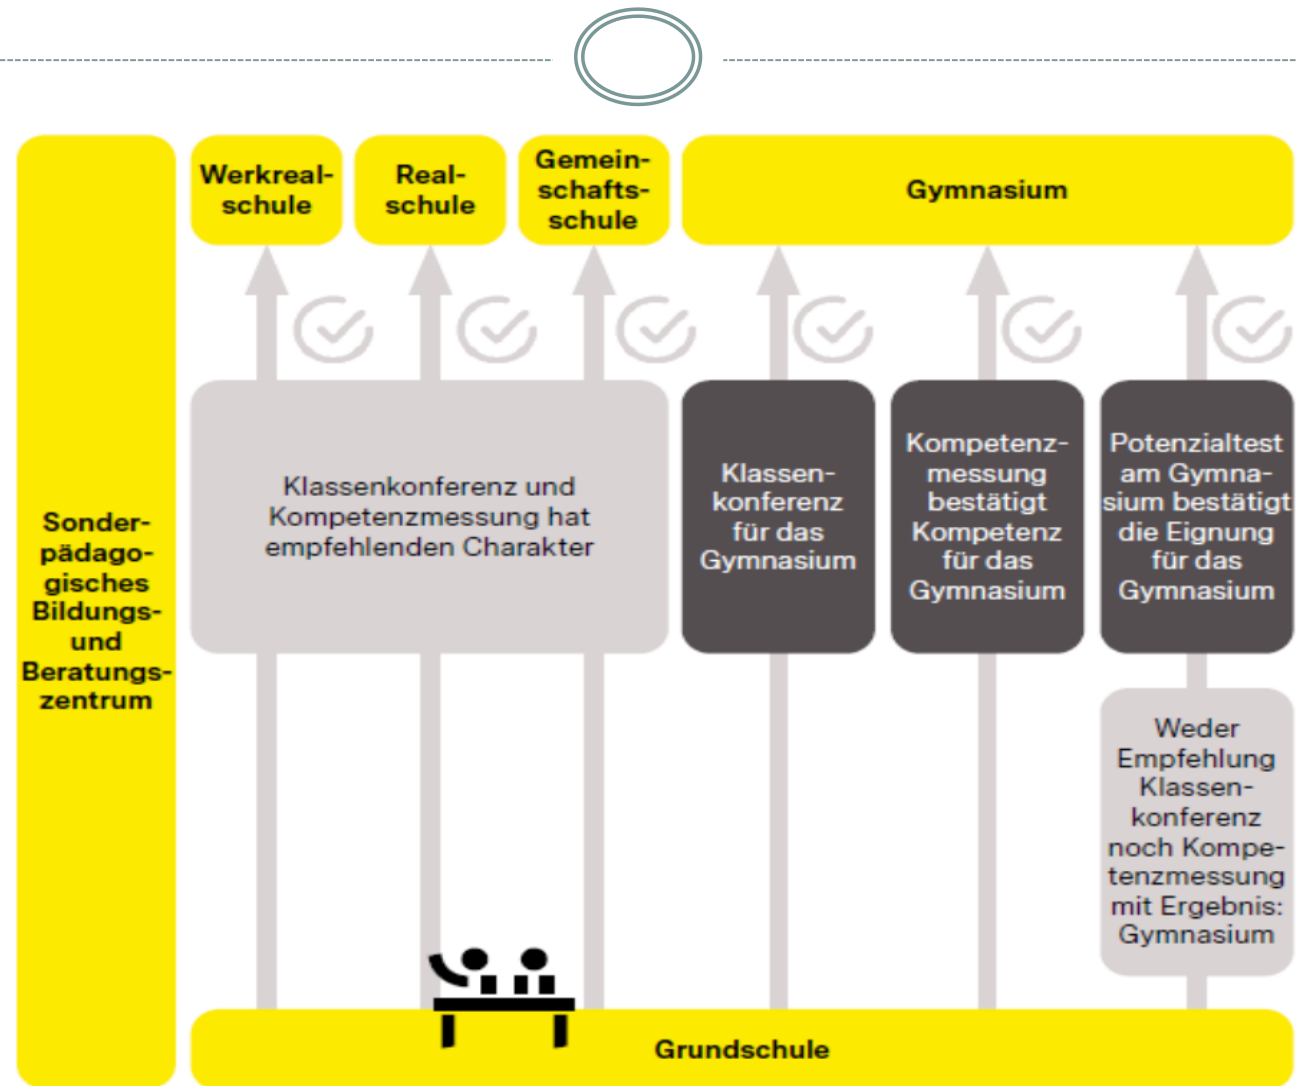 Werkreal-
schule
Real-
schule
Gemein-
schafts-
schule
Gymnasium
Klassenkonferenz und
Kompetenzmessung hat
empfehlenden Charakter
Klassen-
konferenz
für das
Gymnasium
Kompetenz-
messung
bestätigt
Kompetenz
für das
Gymnasium
Potenzialtest
am Gymna-
sium bestätigt
die Eignung
für das
Gymnasium
Sonder-
pädago-
gisches
Bildungs-
und
Beratungs-
zentrum
Weder
Empfehlung
Klassen-
konferenz
noch Kompe-
tenzmessung
mit Ergebnis:
Gymnasium
Grundschule